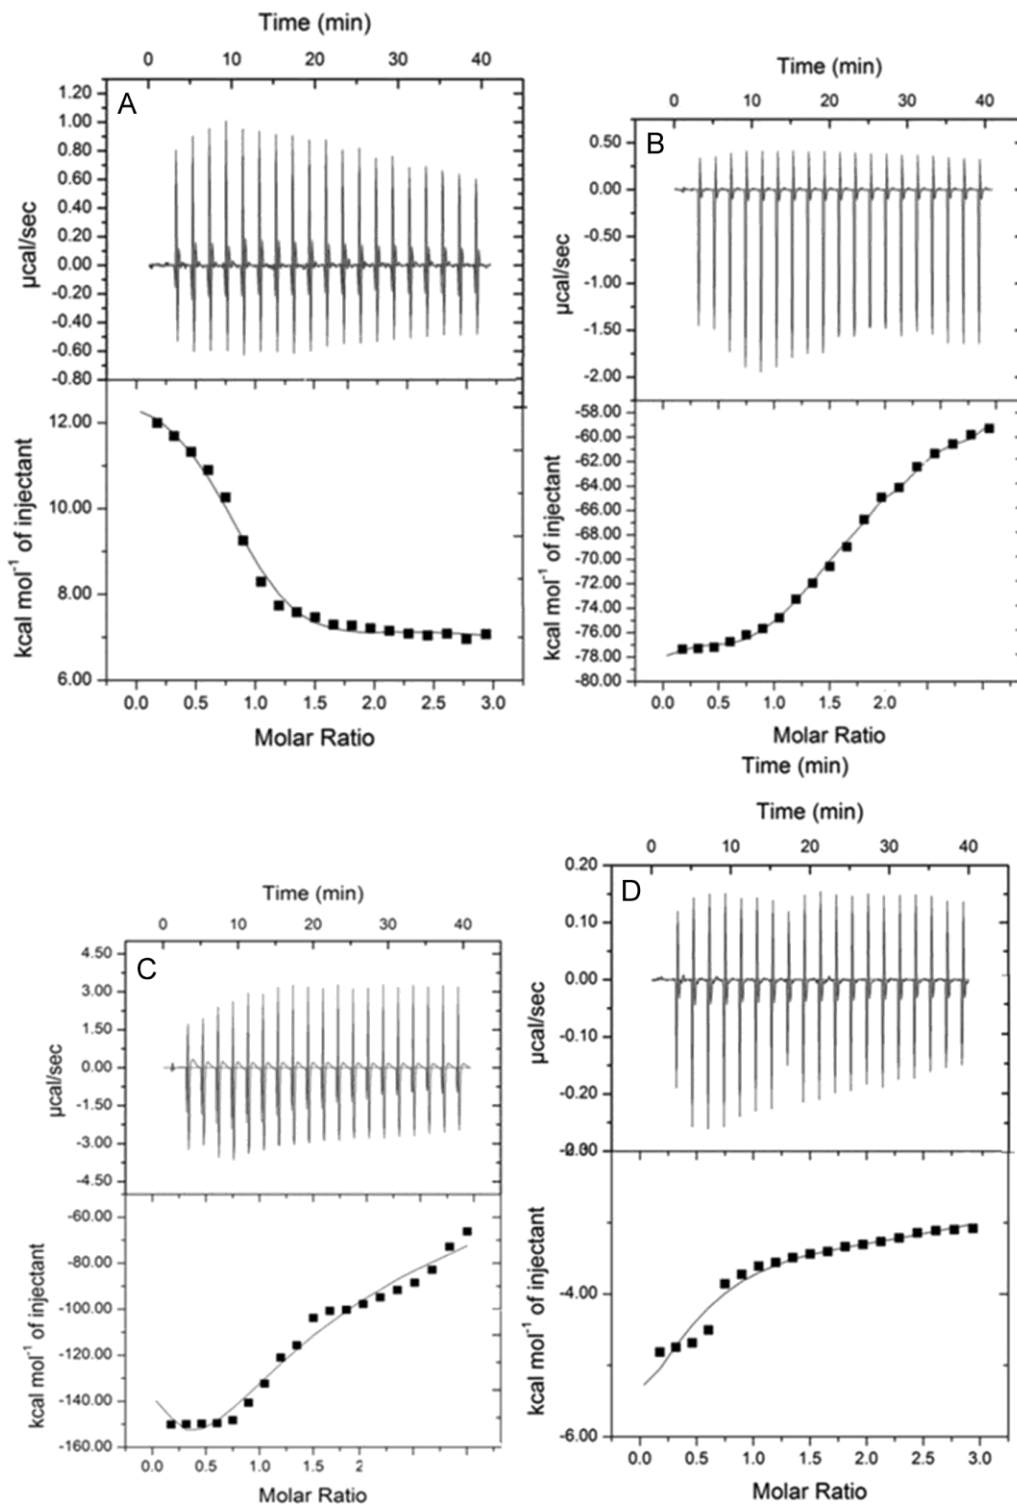 Time (min)
0 10 20 30 40
A
1.20
1.00
0.80
0.60
0.40
0.20
0.00
-0.20
-0.40
-0.60
-0.80
µcal/sec
12.00
10.00
8.00
6.00
kcal mol⁻¹ of injectant
0.0 0.5 1.0 1.5 2.0 2.5 3.0
Molar Ratio
Time (min)
0 10 20 30 40
B
0.50
0.00
-0.50
-1.00
-1.50
-2.00
µcal/sec
-58.00
-60.00
-62.00
-64.00
-66.00
-68.00
-70.00
-72.00
-74.00
-76.00
-78.00
-80.00
kcal mol⁻¹ of injectant
0.0 0.5 1.0 1.5 2.0
Molar Ratio
Time (min)
Time (min)
0 10 20 30 40
C
4.50
3.00
1.50
0.00
-1.50
-3.00
-4.50
µcal/sec
-60.00
-80.00
-100.00
-120.00
-140.00
-160.00
kcal mol⁻¹ of injectant
0.0 0.5 1.0 1.5 2
Molar Ratio
Time (min)
0 10 20 30 40
D
0.20
0.10
0.00
-0.10
-0.20
µcal/sec
-4.00
-6.00
kcal mol⁻¹ of injectant
0.0 0.5 1.0 1.5 2.0 2.5 3.0
Molar Ratio